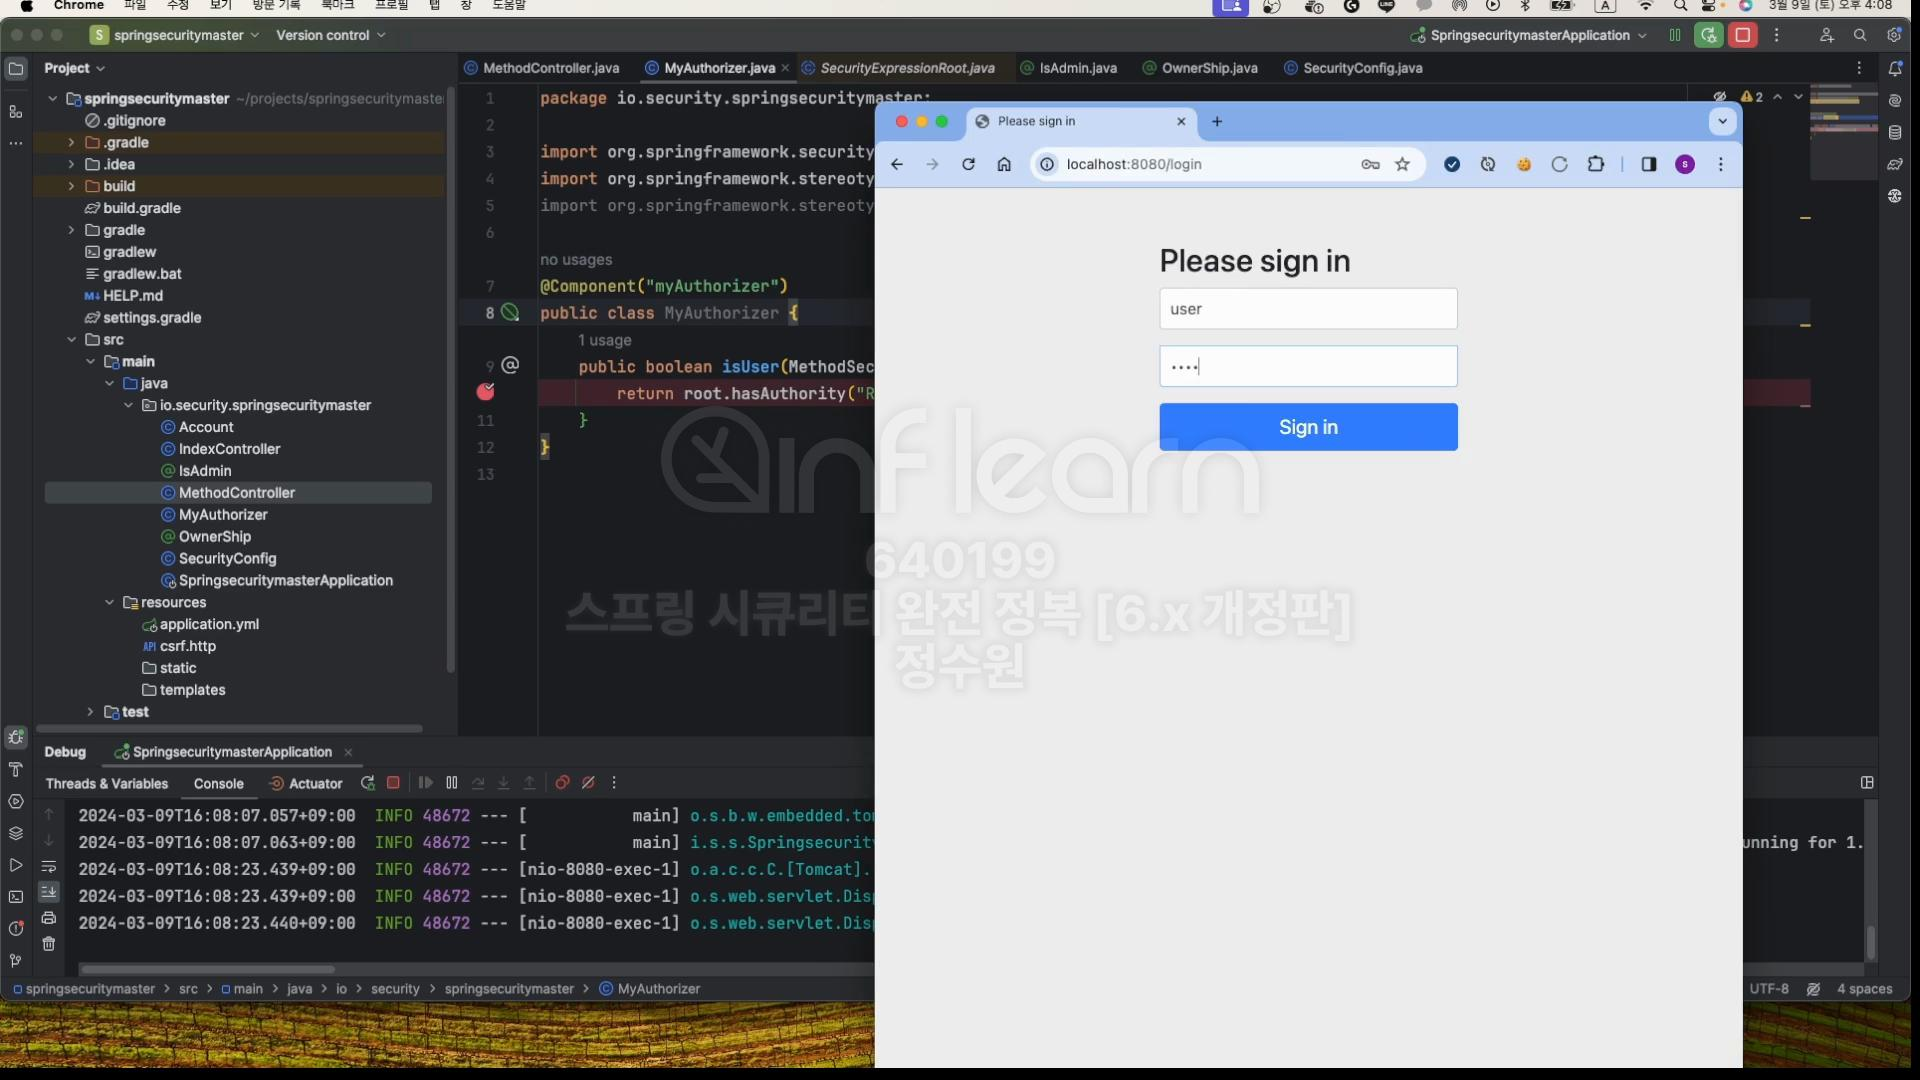 Chrome 파일 수정 보기 방문 기록 북마크 프로필 탭 창 도움말
3월 9일 (토) 오후 4:08
S springsecuritymaster Version control
SpringsecuritymasterApplication
Project
springsecuritymaster ~/projects/springsecuritymaste
.gitignore
.gradle
.idea
build
build.gradle
gradle
gradlew
gradlew.bat
HELP.md
settings.gradle
src
main
java
io.security.springsecuritymaster
Account
IndexController
IsAdmin
MethodController
MyAuthorizer
OwnerShip
SecurityConfig
SpringsecuritymasterApplication
resources
application.yml
csrf.http
static
templates
test
MethodController.java MyAuthorizer.java SecurityExpressionRoot.java IsAdmin.java OwnerShip.java SecurityConfig.java
2
1 package io.security.springsecuritymaster;
2
3 import org.springframework.security
4 import org.springframework.stereoty
5 import org.springframework.stereoty
6
no usages
7 @Component("myAuthorizer")
8 public class MyAuthorizer {
1 usage
9 public boolean isUser(MethodSec
return root.hasAuthority("R
11 }
12 }
13
Please sign in
localhost:8080/login
Please sign in
user
Sign in
inflearn
640199
스프링 시큐리티 완전 정복 [6.x 개정판]
정수원
Debug SpringsecuritymasterApplication
Threads & Variables Console Actuator
2024-03-09T16:08:07.057+09:00 INFO 48672 --- [ main] o.s.b.w.embedded.tom
2024-03-09T16:08:07.063+09:00 INFO 48672 --- [ main] i.s.s.Springsecurity
unning for 1.
2024-03-09T16:08:23.439+09:00 INFO 48672 --- [nio-8080-exec-1] o.a.c.c.C.[Tomcat].
2024-03-09T16:08:23.439+09:00 INFO 48672 --- [nio-8080-exec-1] o.s.web.servlet.Disp
2024-03-09T16:08:23.440+09:00 INFO 48672 --- [nio-8080-exec-1] o.s.web.servlet.Disp
springsecuritymaster > src > main > java > io > security > springsecuritymaster > MyAuthorizer
UTF-8 4 spaces